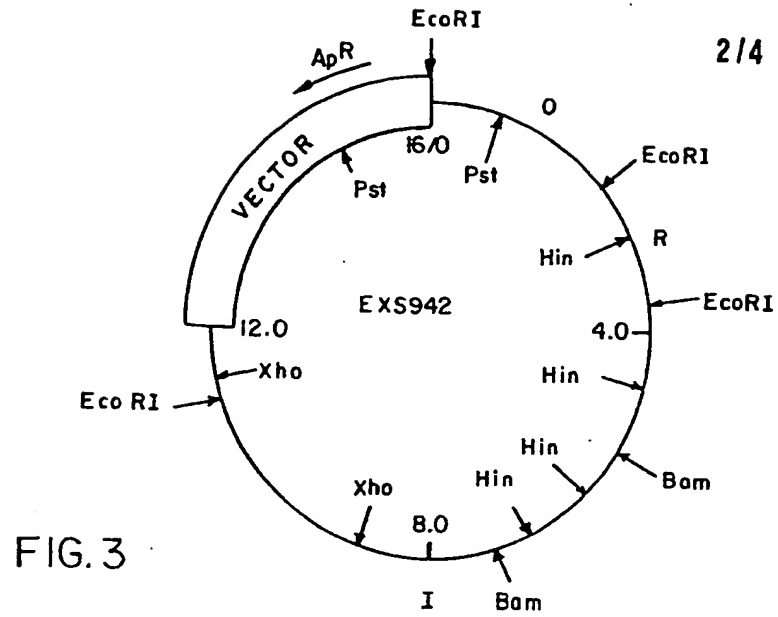 EcoRI
2/4
ApR
O
VECTOR
16/0
EcoRI
Pst
Pst
Hin
R
EXS942
EcoRI
12.0
4.0
Xho
Hin
Eco RI
Hin
Bam
Xho
Hin
8.0
FIG. 3
I
Bam